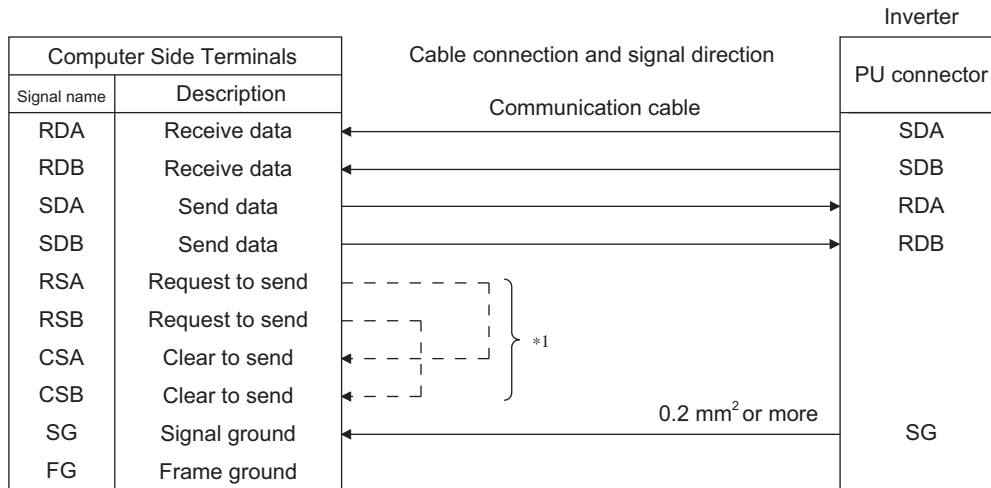 Inverter
Computer Side Terminals
Cable connection and signal direction
PU connector
Signal name Description
Communication cable
RDA Receive data SDA
RDB Receive data SDB
SDA Send data RDA
SDB Send data RDB
RSA Request to send
RSB Request to send
*1
CSA Clear to send
CSB Clear to send
0.2 mm² or more
SG Signal ground SG
FG Frame ground